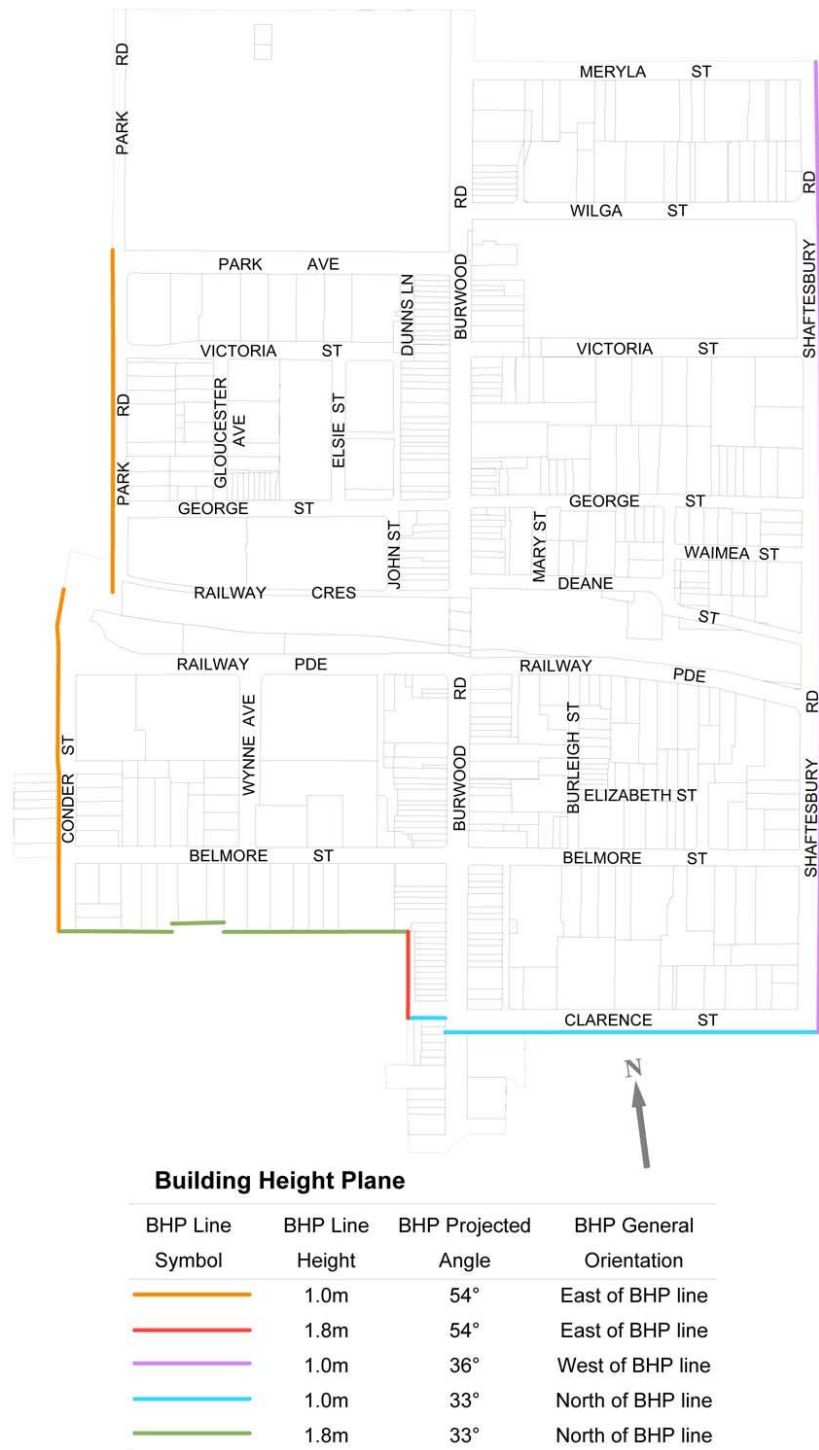 PARK RD
MERYLA ST
RD
SHAFTESBURY RD
WILGA ST
PARK AVE
DUNNS LN
BURWOOD
VICTORIA ST
VICTORIA ST
PARK RD
GLOUCESTER
AVE
ELSIE ST
GEORGE ST
GEORGE ST
JOHN ST
MARY ST
WAIMEA ST
RAILWAY CRES
DEANE
ST
RAILWAY PDE
RAILWAY PDE
CONDER ST
WYNNE AVE
BURWOOD RD
BURLEIGH ST
ELIZABETH ST
SHAFTESBURY RD
BELMORE ST
BELMORE ST
CLARENCE ST
N
Building Height Plane
BHP Line BHP Line BHP Projected BHP General
Symbol Height Angle Orientation
1.0m 54° East of BHP line
1.8m 54° East of BHP line
1.0m 36° West of BHP line
1.0m 33° North of BHP line
1.8m 33° North of BHP line